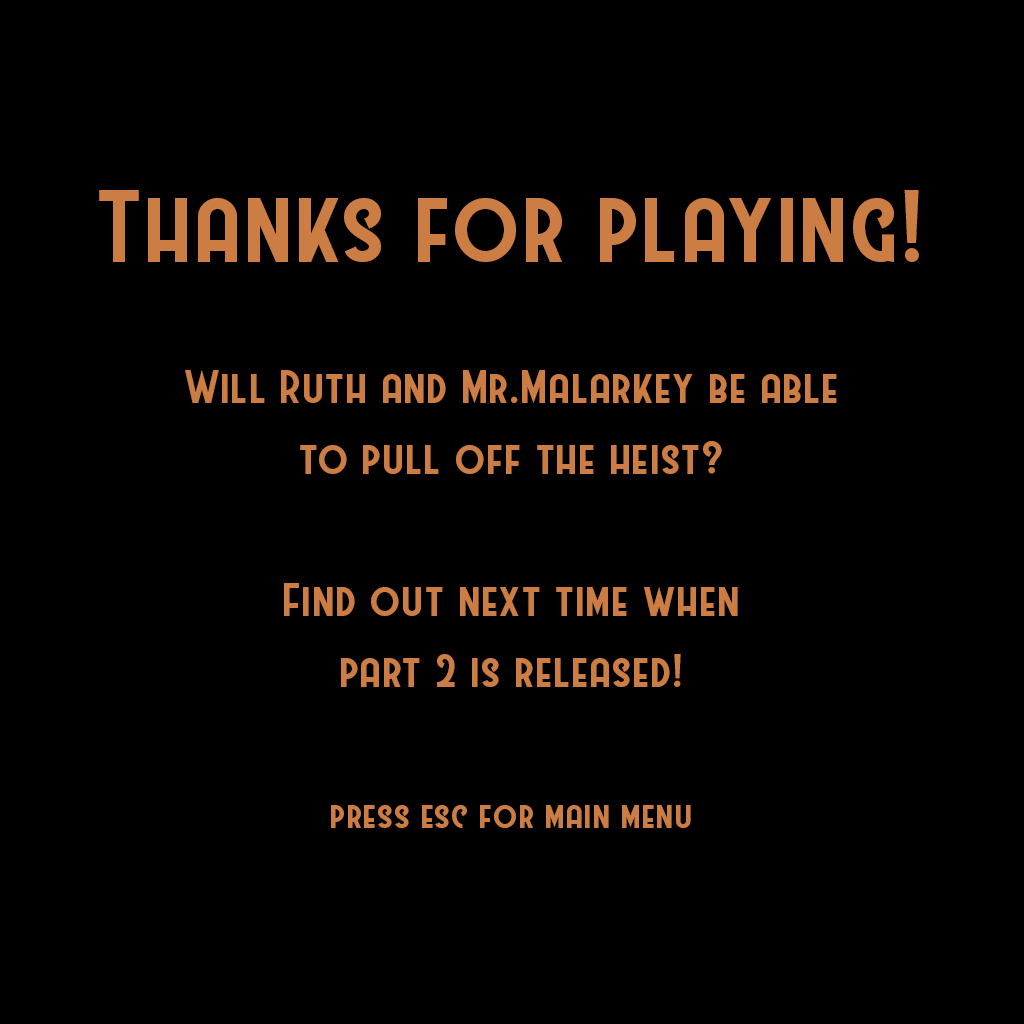 Thanks for playing!
Will Ruth and Mr.Malarkey be able
to pull off the heist?
Find out next time when
part 2 is released!
press esc for main menu